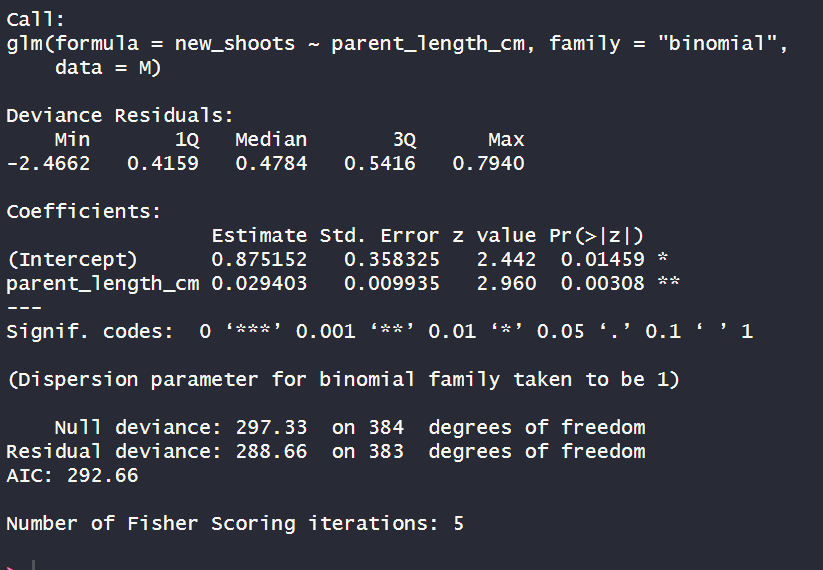 Call:
glm(formula = new_shoots ~ parent_length_cm, family = "binomial",
    data = M)
Deviance Residuals:
    Min       1Q   Median       3Q      Max
-2.4662   0.4159   0.4784   0.5416   0.7940
Coefficients:
                 Estimate Std. Error z value Pr(>|z|)
(Intercept)      0.875152   0.358325   2.442  0.01459 *
parent_length_cm 0.029403   0.009935   2.960  0.00308 **
---
Signif. codes:  0 ‘***’ 0.001 ‘**’ 0.01 ‘*’ 0.05 ‘.’ 0.1 ‘ ’ 1
(Dispersion parameter for binomial family taken to be 1)
    Null deviance: 297.33  on 384  degrees of freedom
Residual deviance: 288.66  on 383  degrees of freedom
AIC: 292.66
Number of Fisher Scoring iterations: 5